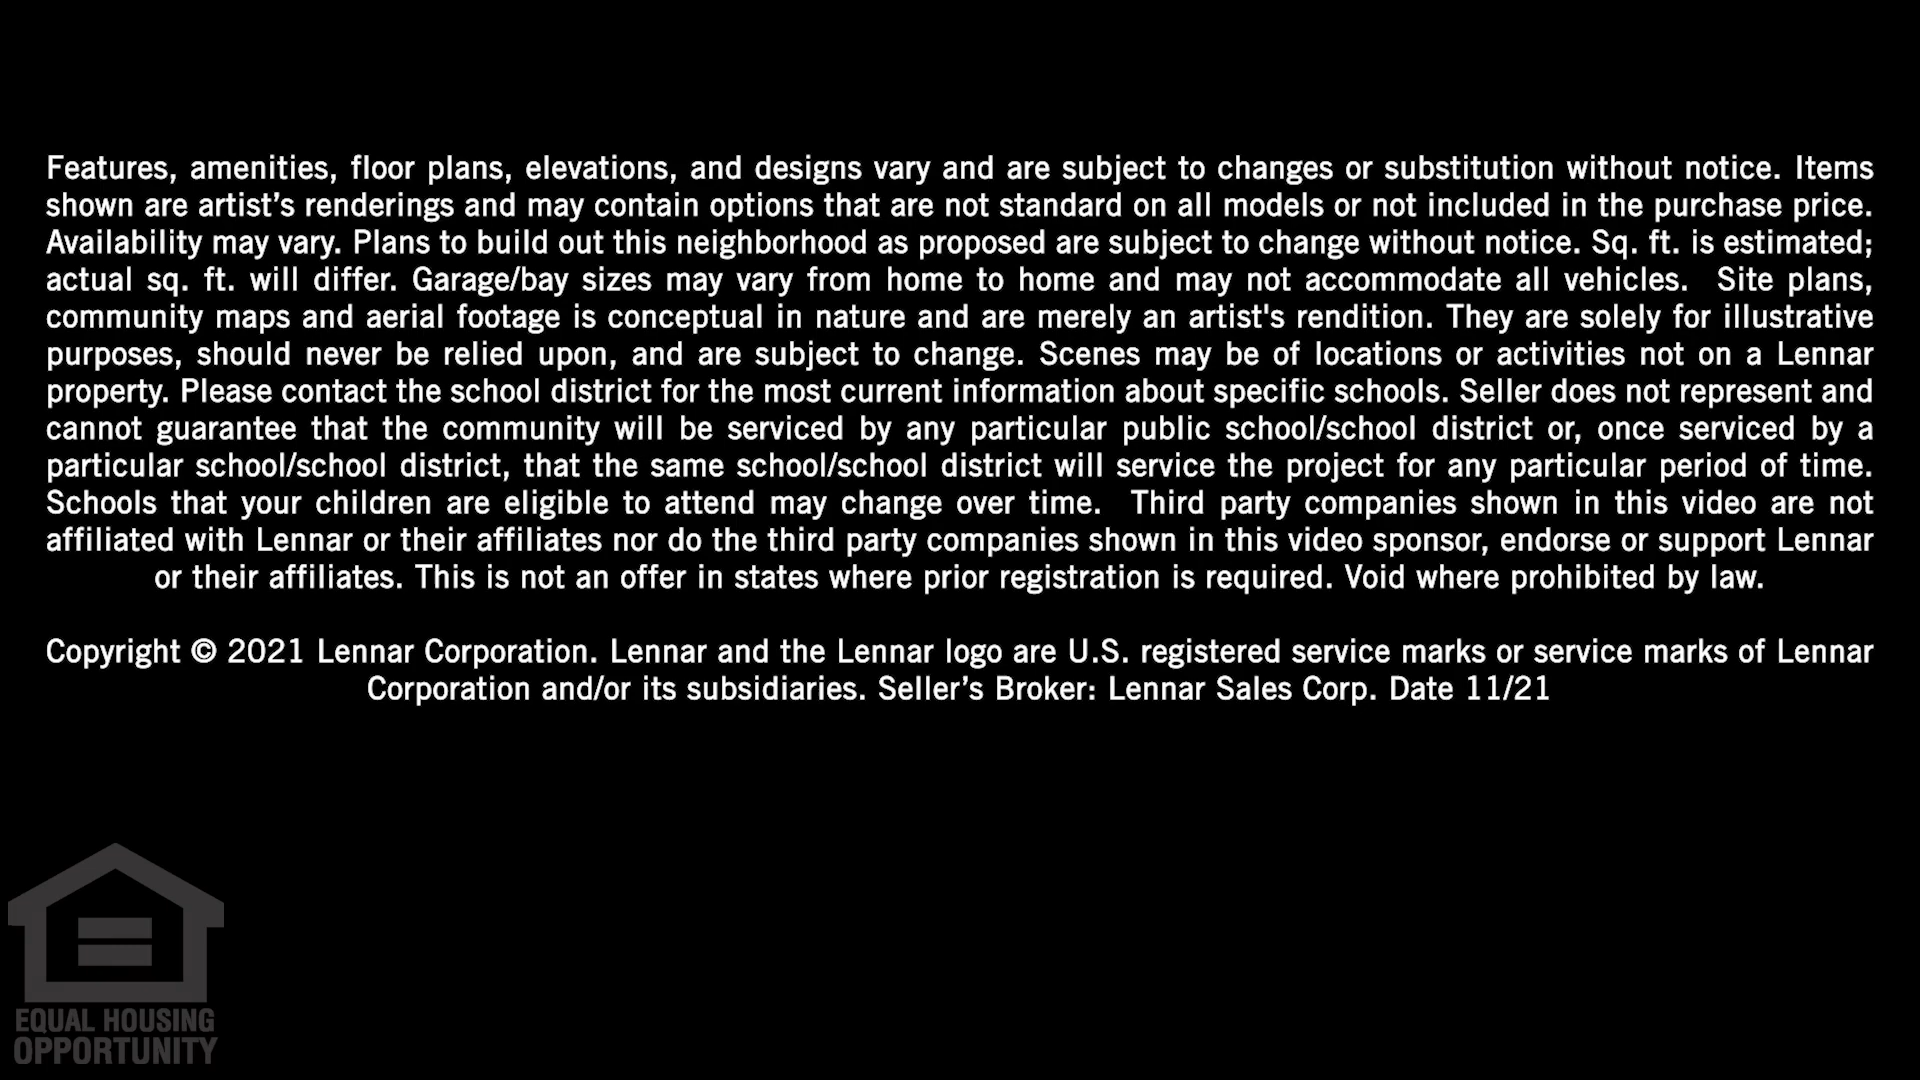 Features, amenities, floor plans, elevations, and designs vary and are subject to changes or substitution without notice. Items
shown are artist’s renderings and may contain options that are not standard on all models or not included in the purchase price.
Availability may vary. Plans to build out this neighborhood as proposed are subject to change without notice. Sq. ft. is estimated;
actual sq. ft. will differ. Garage/bay sizes may vary from home to home and may not accommodate all vehicles.  Site plans,
community maps and aerial footage is conceptual in nature and are merely an artist's rendition. They are solely for illustrative
purposes, should never be relied upon, and are subject to change. Scenes may be of locations or activities not on a Lennar
property. Please contact the school district for the most current information about specific schools. Seller does not represent and
cannot guarantee that the community will be serviced by any particular public school/school district or, once serviced by a
particular school/school district, that the same school/school district will service the project for any particular period of time.
Schools that your children are eligible to attend may change over time.  Third party companies shown in this video are not
affiliated with Lennar or their affiliates nor do the third party companies shown in this video sponsor, endorse or support Lennar
or their affiliates. This is not an offer in states where prior registration is required. Void where prohibited by law.
Copyright © 2021 Lennar Corporation. Lennar and the Lennar logo are U.S. registered service marks or service marks of Lennar
Corporation and/or its subsidiaries. Seller’s Broker: Lennar Sales Corp. Date 11/21
EQUAL HOUSING
OPPORTUNITY